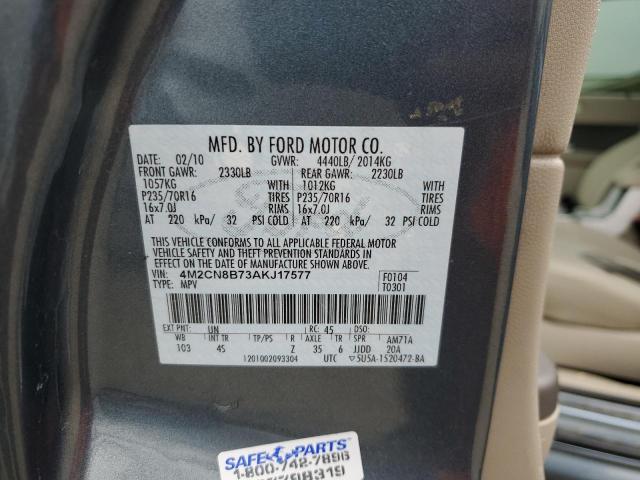 MFD. BY FORD MOTOR CO.
DATE: 02/10 GVWR: 4440LB/ 2014KG
FRONT GAWR: 2330LB REAR GAWR: 2230LB
1057KG 1012KG
P235/70R16 TIRES P235/70R16 TIRES
16x7.0J RIMS 16x7.0J RIMS
AT 220 kPa/ 32 PSI COLD AT 220 kPa/ 32 PSI COLD
THIS VEHICLE CONFORMS TO ALL APPLICABLE FEDERAL MOTOR
VEHICLE SAFETY AND THEFT PREVENTION STANDARDS IN
EFFECT ON THE DATE OF MANUFACTURE SHOWN ABOVE.
VIN: 4M2CN8B73AKJ17577 F0104
TYPE: MPV T0301
EXT PNT: UN RC: 45 DSO:
WB INT TR TP/PS R AXLE TR SPR AM71A
103 4S Z 35 6 JJDD 20A
1201002093304 UTC 5U5A-1520472-BA
SAFE PARTS
1-800-742-7896
98319